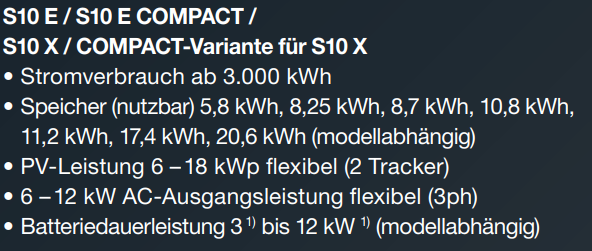 S10 E / S10 E COMPACT /
S10 X / COMPACT-Variante für S10 X
• Stromverbrauch ab 3.000 kWh
• Speicher (nutzbar) 5,8 kWh, 8,25 kWh, 8,7 kWh, 10,8 kWh,
11,2 kWh, 17,4 kWh, 20,6 kWh (modellabhängig)
• PV-Leistung 6 – 18 kWp flexibel (2 Tracker)
• 6 – 12 kW AC-Ausgangsleistung flexibel (3ph)
• Batteriedauerleistung 3 ¹⁾ bis 12 kW ¹⁾ (modellabhängig)